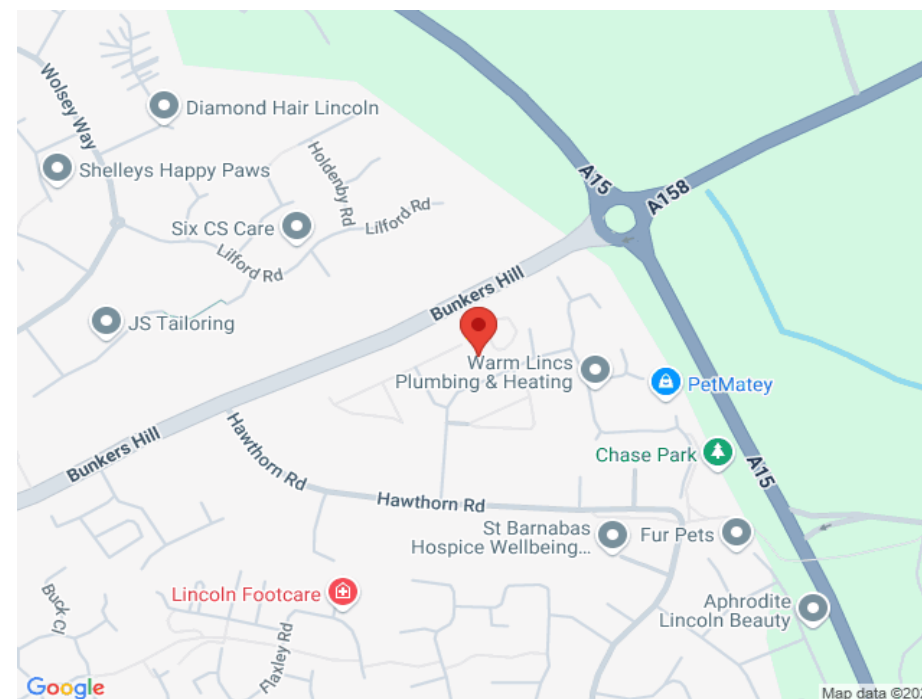 Wolsey Way
Diamond Hair Lincoln
Shelleys Happy Paws
Holdenby Rd
Six CS Care
Lilford Rd
Lilford Rd
JS Tailoring
A15
A158
Bunkers Hill
Warm Lincs
Plumbing & Heating
PetMatey
Chase Park
A15
Bunkers Hill
Hawthorn Rd
Hawthorn Rd
St Barnabas
Hospice Wellbeing...
Fur Pets
Lincoln Footcare
Buck Cl
Flaxley Rd
Aphrodite
Lincoln Beauty
Google
Map data ©20